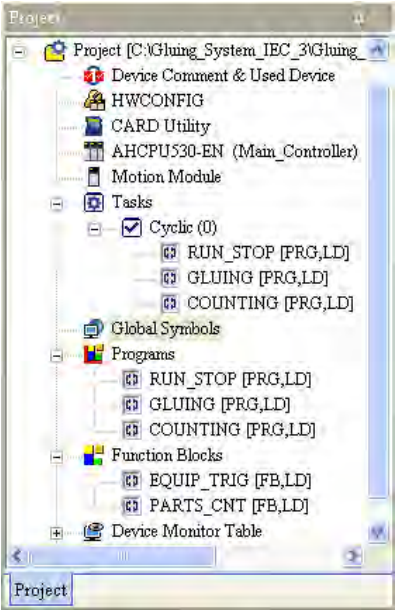 Project
Project [C:\Gluing_System_IEC_3\Gluing_
Device Comment & Used Device
HWCONFIG
CARD Utility
AHCPU530-EN (Main_Controller)
Motion Module
Tasks
Cyclic (0)
RUN_STOP [PRG,LD]
GLUING [PRG,LD]
COUNTING [PRG,LD]
Global Symbols
Programs
RUN_STOP [PRG,LD]
GLUING [PRG,LD]
COUNTING [PRG,LD]
Function Blocks
EQUIP_TRIG [FB,LD]
PARTS_CNT [FB,LD]
Device Monitor Table
Project